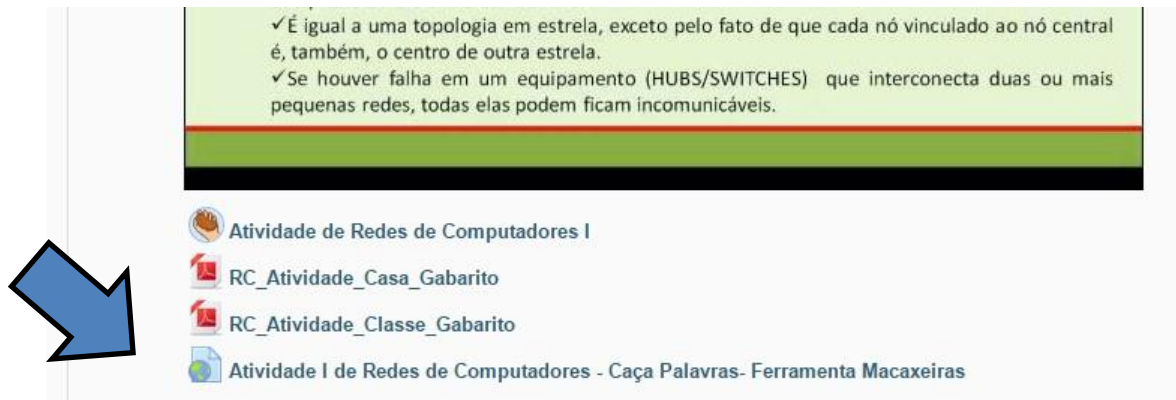 ✓É igual a uma topologia em estrela, exceto pelo fato de que cada nó vinculado ao nó central
é, também, o centro de outra estrela.
✓Se houver falha em um equipamento (HUBS/SWITCHES) que interconecta duas ou mais
pequenas redes, todas elas podem ficam incomunicáveis.
Atividade de Redes de Computadores I
RC_Atividade_Casa_Gabarito
RC_Atividade_Classe_Gabarito
Atividade I de Redes de Computadores - Caça Palavras- Ferramenta Macaxeiras